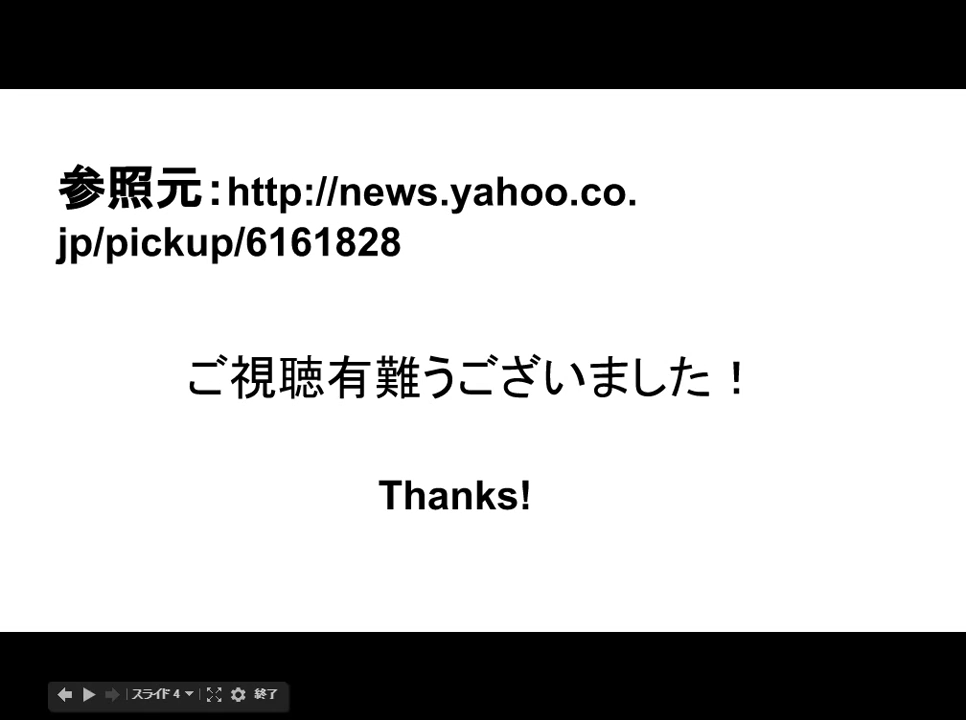 参照元:http://news.yahoo.co.
jp/pickup/6161828
ご視聴有難うございました！
Thanks!
スライド 4
終了